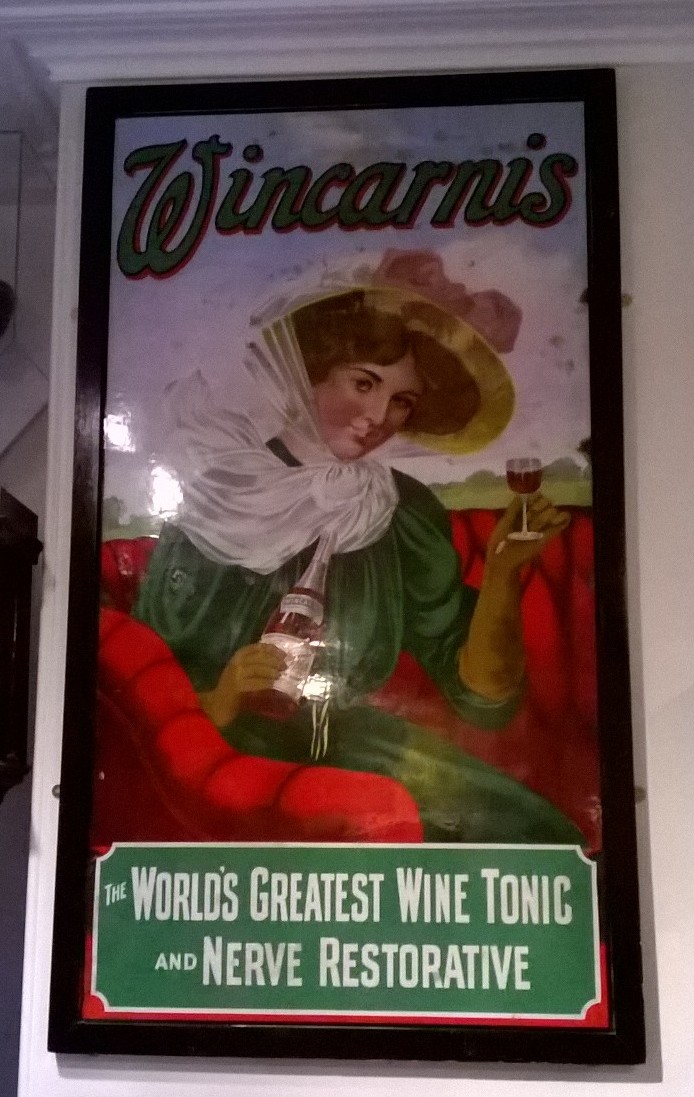 Wincarnis
THE WORLD'S GREATEST WINE TONIC
AND NERVE RESTORATIVE